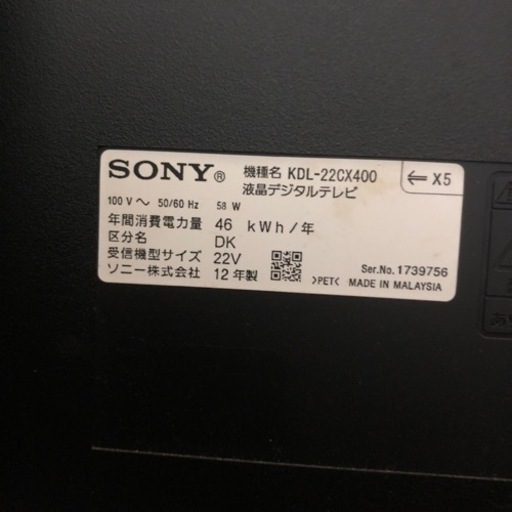 SONY® 機種名 KDL-22CX400
液晶デジタルテレビ
⇐ X5
100 V ～ 50/60 Hz 58 W
年間消費電力量 46 kWh/年
区分名 DK
受信機型サイズ 22V
ソニー株式会社 12年製
Ser.No.1739756
>PET< MADE IN MALAYSIA